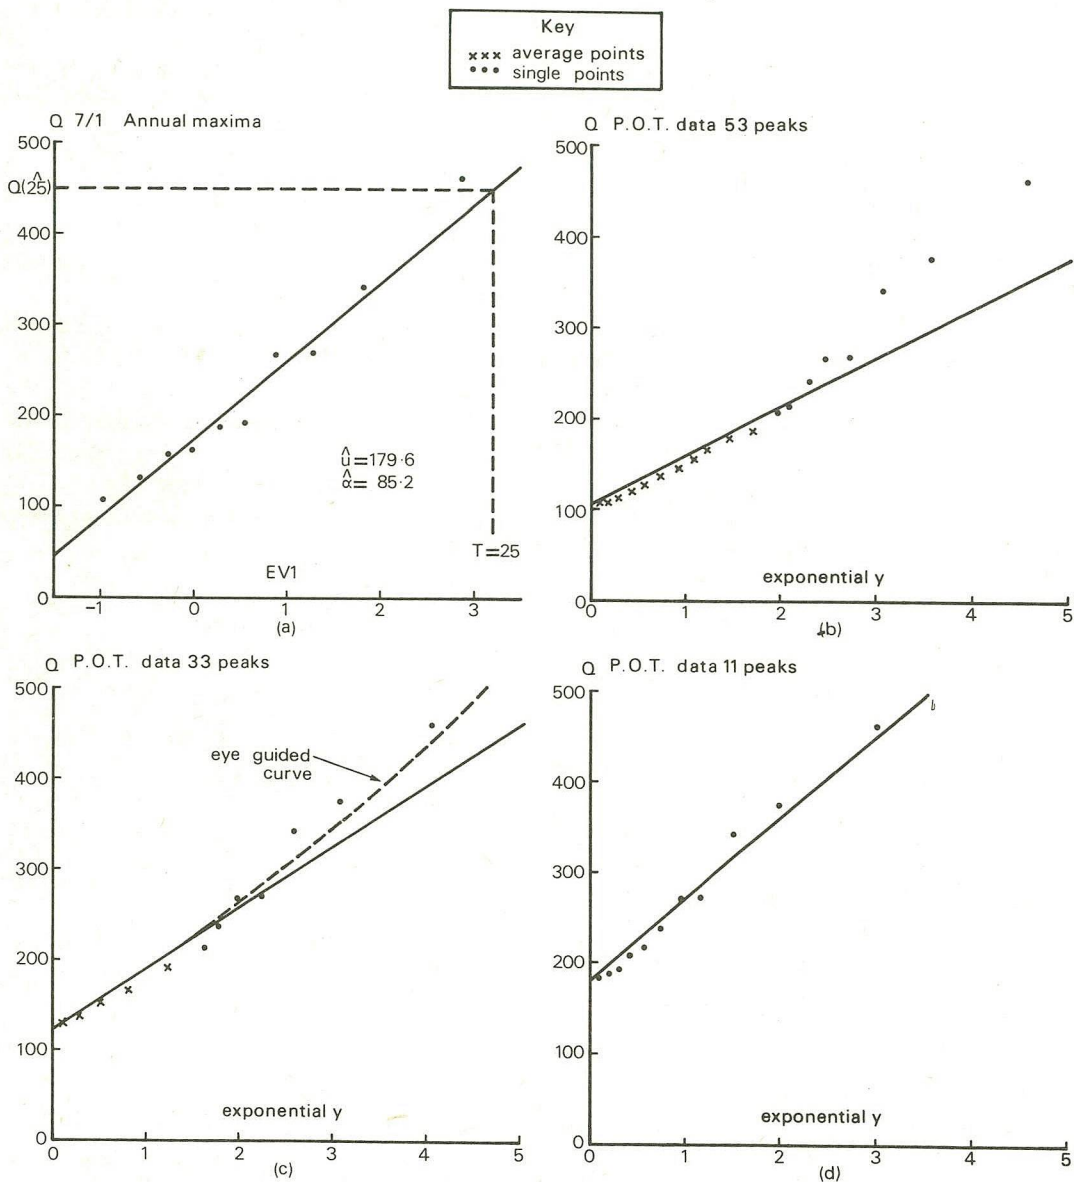 Key
××× average points
••• single points
Q 7/1 Annual maxima
500
Q(2̂5)
400
300
200
100
0
û=179·6
α̂= 85·2
T=25
EV1
−1 0 1 2 3
(a)
Q P.O.T. data 53 peaks
500
400
300
200
100
0
exponential y
0 1 2 3 4 5
(b)
Q P.O.T. data 33 peaks
500
eye guided
curve
400
300
200
100
0
exponential y
0 1 2 3 4 5
(c)
Q P.O.T. data 11 peaks
500
400
300
200
100
0
exponential y
0 1 2 3 4 5
(d)